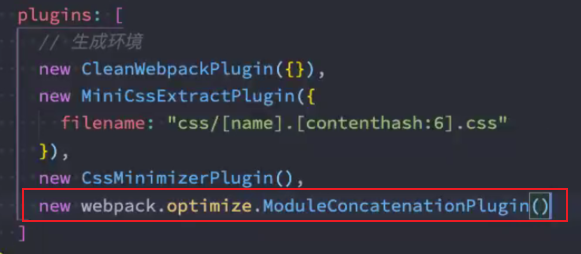 plugins: [
// 生成环境
new CleanWebpackPlugin({}),
new MiniCssExtractPlugin({
filename: "css/[name].[contenthash:6].css"
}),
new CssMinimizerPlugin(),
new webpack.optimize.ModuleConcatenationPlugin()
]